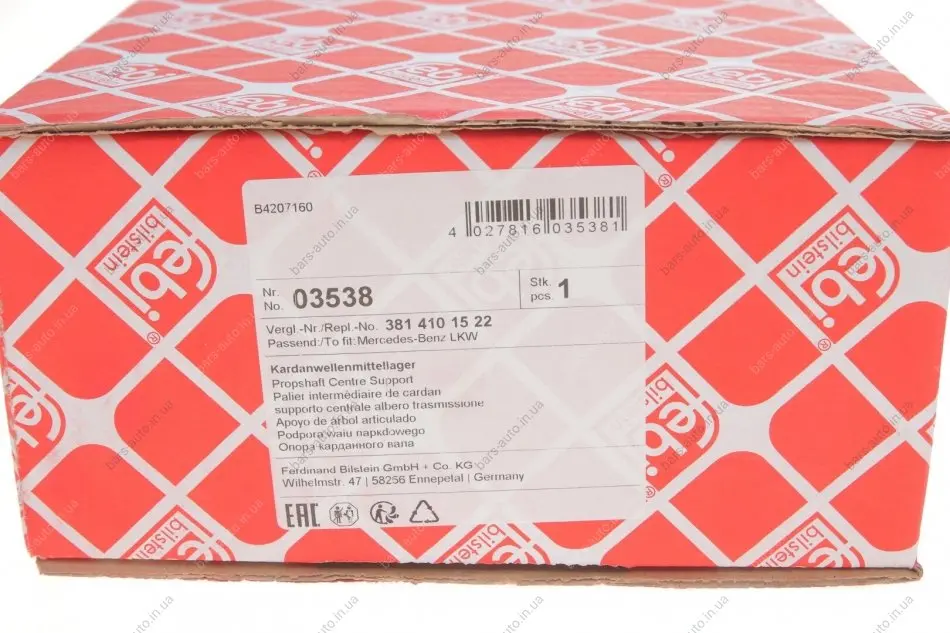 B4207160
4 027816 035381
Nr.
No. 03538
Stk.
pcs. 1
Vergl.-Nr./Repl.-No. 381 410 15 22
Passend:/To fit: Mercedes-Benz LKW
Kardanwellenmittellager
Propshaft Centre Support
Palier intermédiaire de cardan
supporto centrale albero trasmissione
Apoyo de árbol articulado
Опора карданного вала
Ferdinand Bilstein GmbH + Co. KG
Wilhelmstr. 47 | 58256 Ennepetal | Germany
EAC
febi
bilstein
bars-auto.in.ua